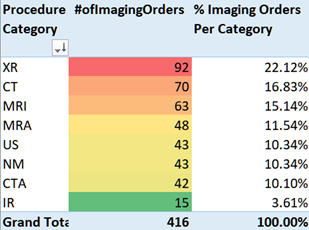 Procedure Category #ofImagingOrders % Imaging Orders Per Category
XR 92 22.12%
CT 70 16.83%
MRI 63 15.14%
MRA 48 11.54%
US 43 10.34%
NM 43 10.34%
CTA 42 10.10%
IR 15 3.61%
Grand Tota 416 100.00%